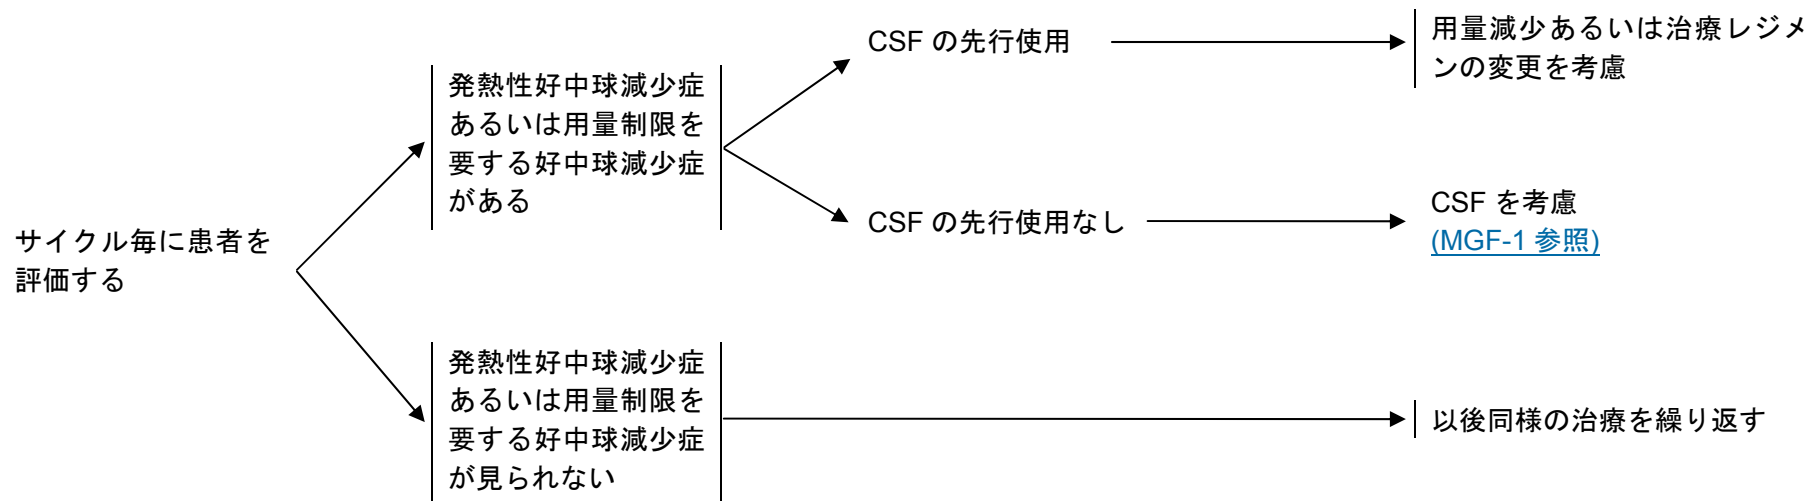 サイクル毎に患者を
評価する
発熱性好中球減少症
あるいは用量制限を
要する好中球減少症
がある
CSF の先行使用
用量減少あるいは治療レジメ
ンの変更を考慮
CSF の先行使用なし
CSF を考慮
(MGF-1 参照)
発熱性好中球減少症
あるいは用量制限を
要する好中球減少症
が見られない
以後同様の治療を繰り返す